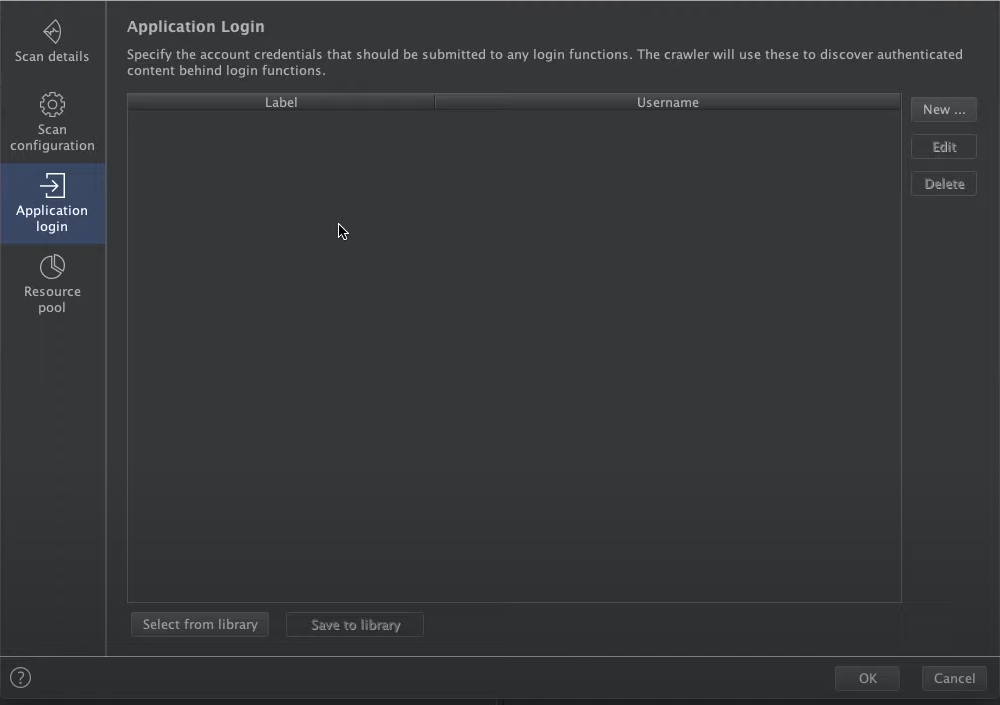 Scan details
Scan
configuration
Application
login
Resource
pool
Application Login
Specify the account credentials that should be submitted to any login functions. The crawler will use these to discover authenticated
content behind login functions.
Label Username
New ...
Edit
Delete
Select from library Save to library
? OK Cancel